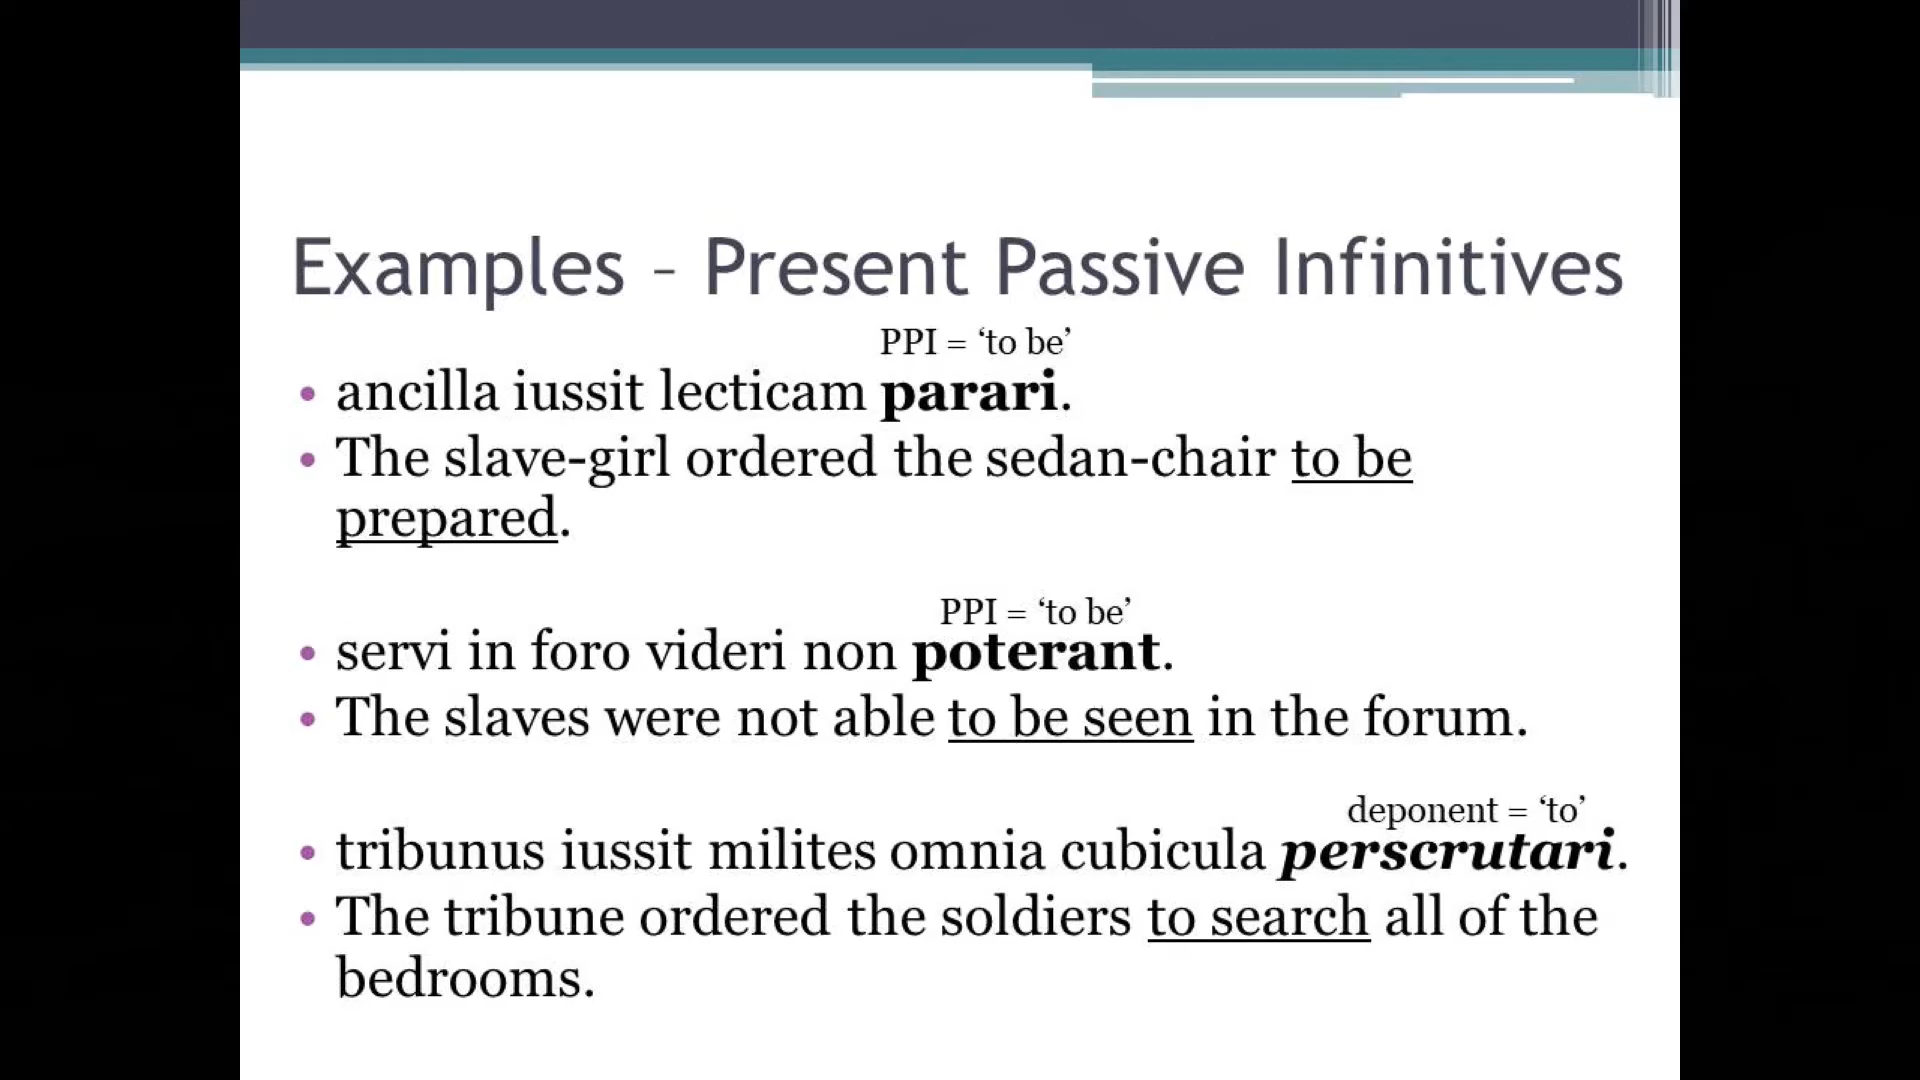 Examples – Present Passive Infinitives
PPI = ‘to be’
• ancilla iussit lecticam parari.
• The slave-girl ordered the sedan-chair to be
prepared.
PPI = ‘to be’
• servi in foro videri non poterant.
• The slaves were not able to be seen in the forum.
deponent = ‘to’
• tribunus iussit milites omnia cubicula perscrutari.
• The tribune ordered the soldiers to search all of the
bedrooms.